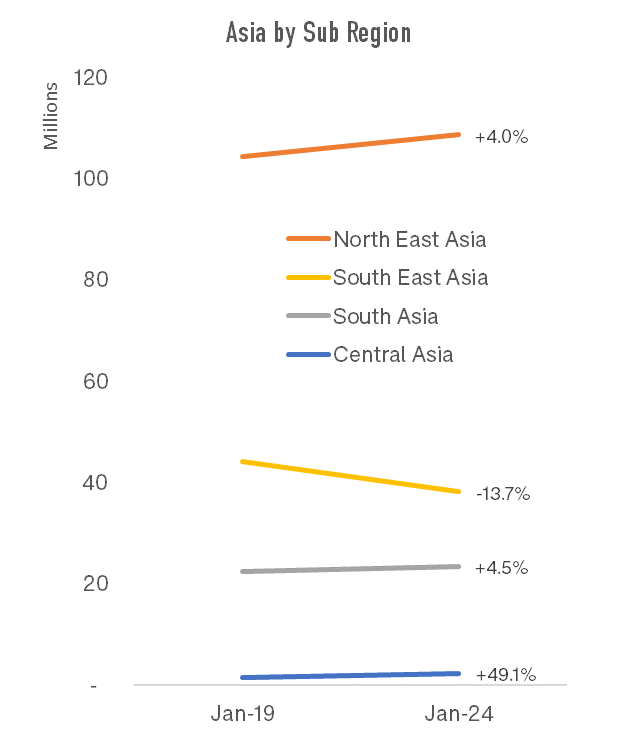 Asia by Sub Region
Millions
120
100
80
60
40
20
-
+4.0%
North East Asia
South East Asia
South Asia
Central Asia
-13.7%
+4.5%
+49.1%
Jan-19
Jan-24